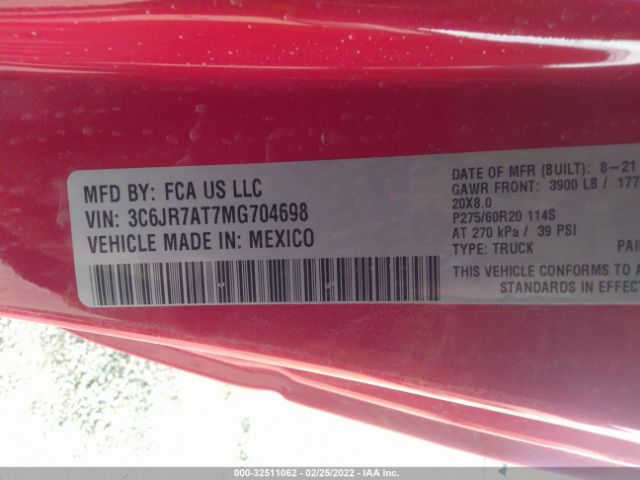 MFD BY: FCA US LLC
VIN: 3C6JR7AT7MG704698
VEHICLE MADE IN: MEXICO
DATE OF MFR (BUILT): 8-21
GAWR FRONT: 3900 LB / 177
20X8.0
P275/60R20 114S
AT 270 kPa / 39 PSI
TYPE: TRUCK PAI
THIS VEHICLE CONFORMS TO A
STANDARDS IN EFFECT
000-32511062 - 02/25/2022 - IAA Inc.